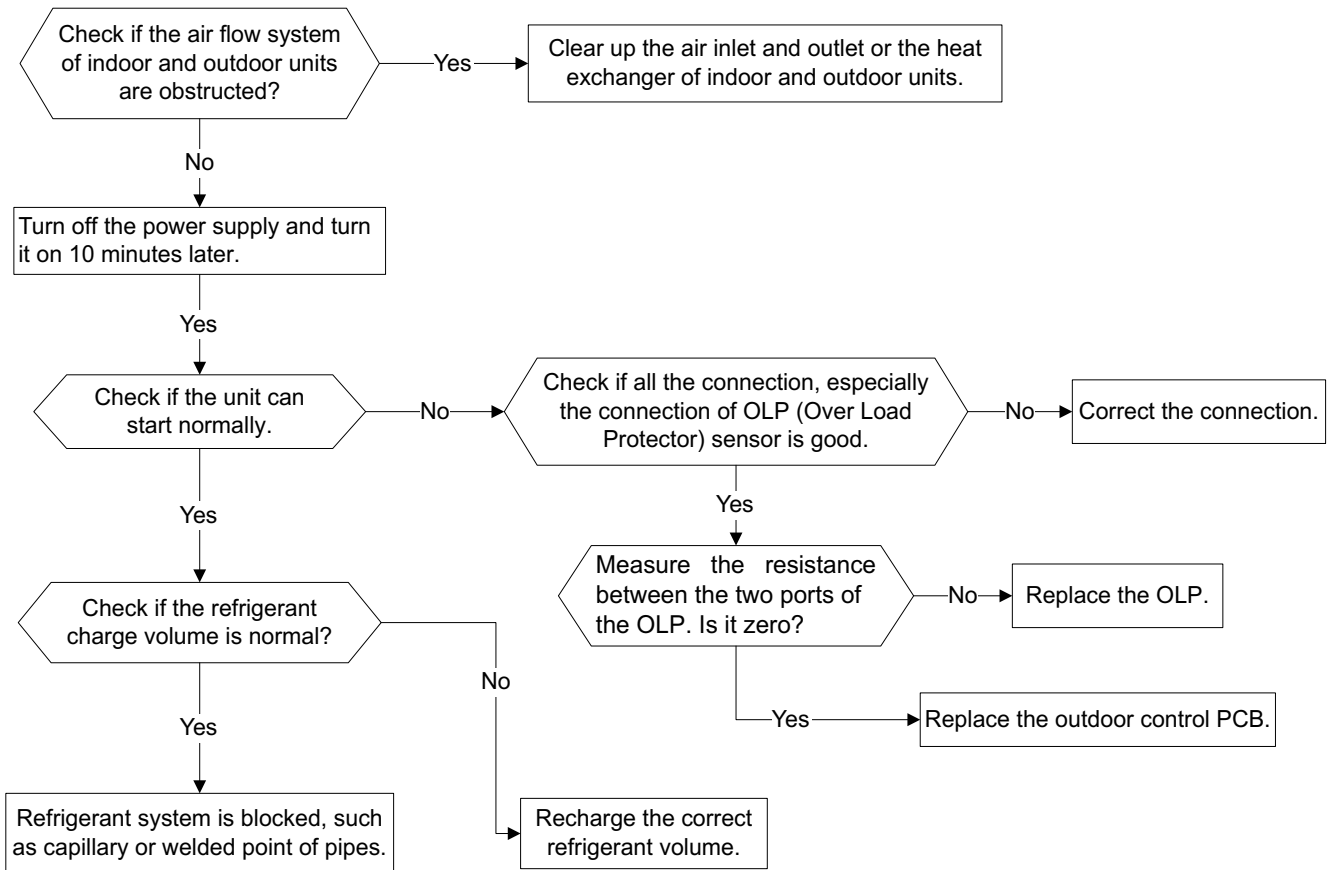 Check if the air flow system
of indoor and outdoor units
are obstructed?
Yes
Clear up the air inlet and outlet or the heat
exchanger of indoor and outdoor units.
No
Turn off the power supply and turn
it on 10 minutes later.
Yes
Check if the unit can
start normally.
No
Check if all the connection, especially
the connection of OLP (Over Load
Protector) sensor is good.
No
Correct the connection.
Yes
Yes
Measure the resistance
between the two ports of
the OLP. Is it zero?
No
Replace the OLP.
Check if the refrigerant
charge volume is normal?
No
Yes
Replace the outdoor control PCB.
Yes
Refrigerant system is blocked, such
as capillary or welded point of pipes.
Recharge the correct
refrigerant volume.